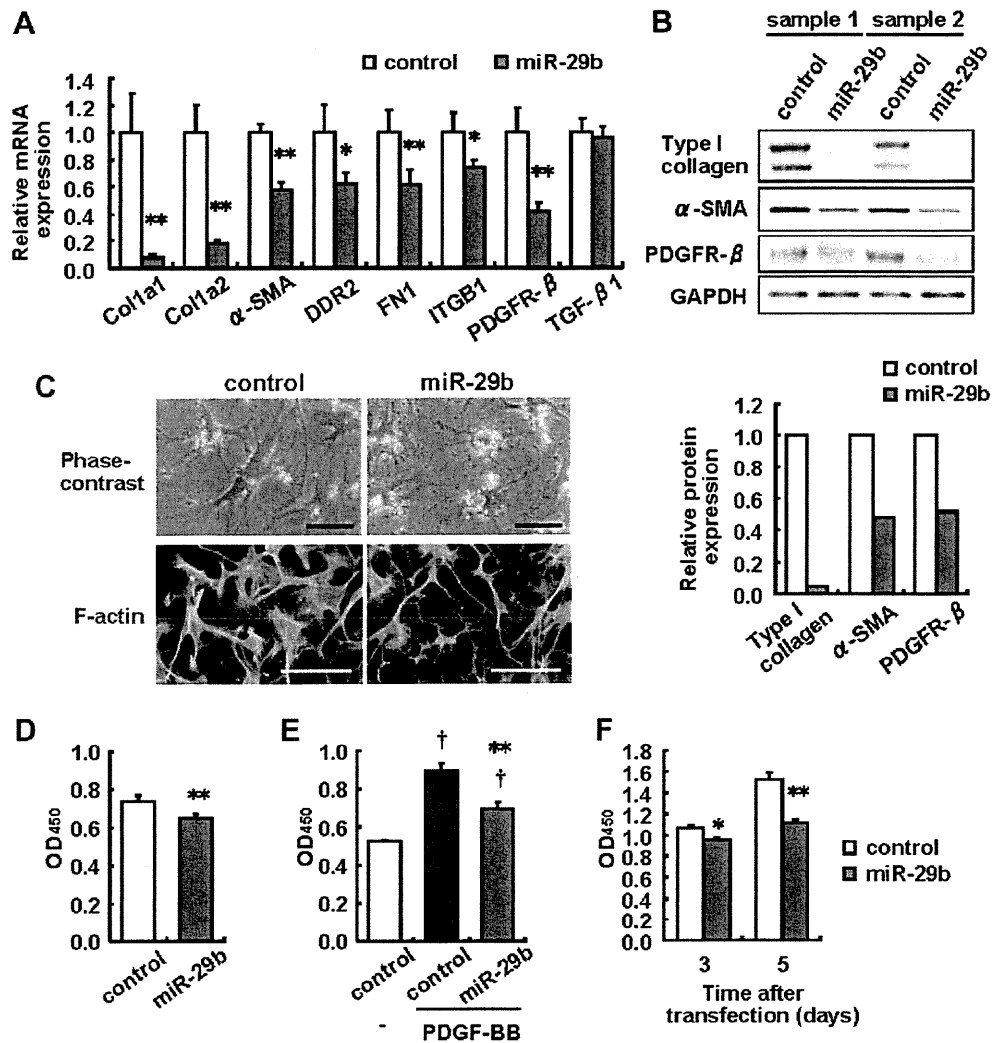 A
control miR-29b
Relative mRNA
expression
1.4
1.2
1.0
0.8
0.6
0.4
0.2
0.0
** ** ** * ** * **
Col1a1 Col1a2 α-SMA DDR2 FN1 ITGB1 PDGFR-β TGF-β1
B
sample 1 sample 2
control miR-29b control miR-29b
Type I
collagen
α-SMA
PDGFR-β
GAPDH
control
miR-29b
Relative protein
expression
1.2
1.0
0.8
0.6
0.4
0.2
0.0
Type I
collagen
α-SMA
PDGFR-β
C
control miR-29b
Phase-
contrast
F-actin
D
OD450
1.0
0.8
0.6
0.4
0.2
0.0
**
control miR-29b
E
OD450
1.0
0.8
0.6
0.4
0.2
0.0
† **
†
control control miR-29b
- PDGF-BB
F
OD450
1.8
1.6
1.4
1.2
1.0
0.8
0.6
0.4
0.2
0.0
* **
control
miR-29b
3 5
Time after
transfection (days)